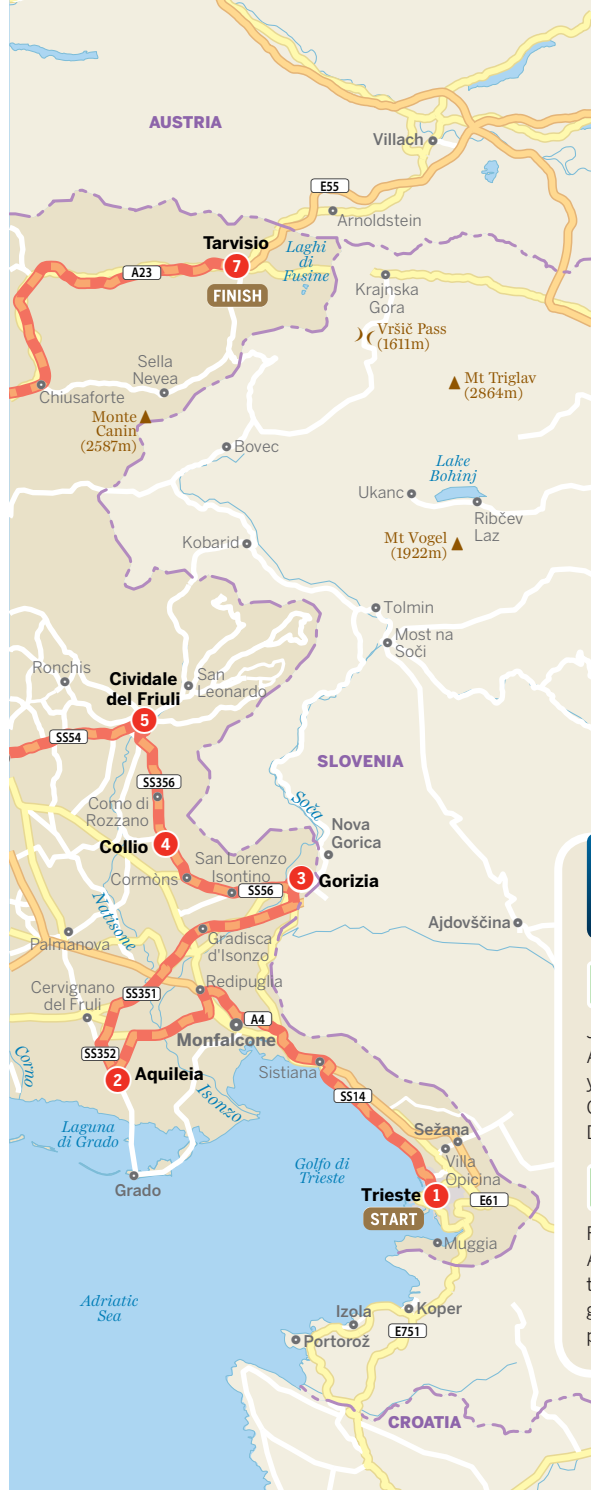 AUSTRIA
Villach
E55
Arnoldstein
Tarvisio
7
FINISH
A23
Laghi
di
Fusine
Krajnska
Gora
Vršič Pass
(1611m)
Sella
Nevea
Chiusaforte
Mt Triglav
(2864m)
Monte
Canin
(2587m)
Bovec
Lake
Bohinj
Ukanc
Ribčev
Laz
Kobarid
Mt Vogel
(1922m)
Tolmin
Most na
Soči
Ronchis
Cividale
del Friuli
San
Leonardo
5
SS54
SLOVENIA
SS356
Como di
Rozzano
Soča
Nova
Gorica
Collio
4
San Lorenzo
Isontino
3
Gorizia
Cormòns
SS56
Natisone
Ajdovščina
Palmanova
Gradisca
d'Isonzo
Cervignano
del Fruli
Redipuglia
SS351
A4
Monfalcone
SS352
Corno
2
Aquileia
Isonzo
Sistiana
SS14
Laguna
di Grado
Sežana
Villa
Opicina
Golfo di
Trieste
Grado
Trieste
1
START
E61
Muggia
Adriatic
Sea
Izola
Koper
Portorož
E751
CROATIA